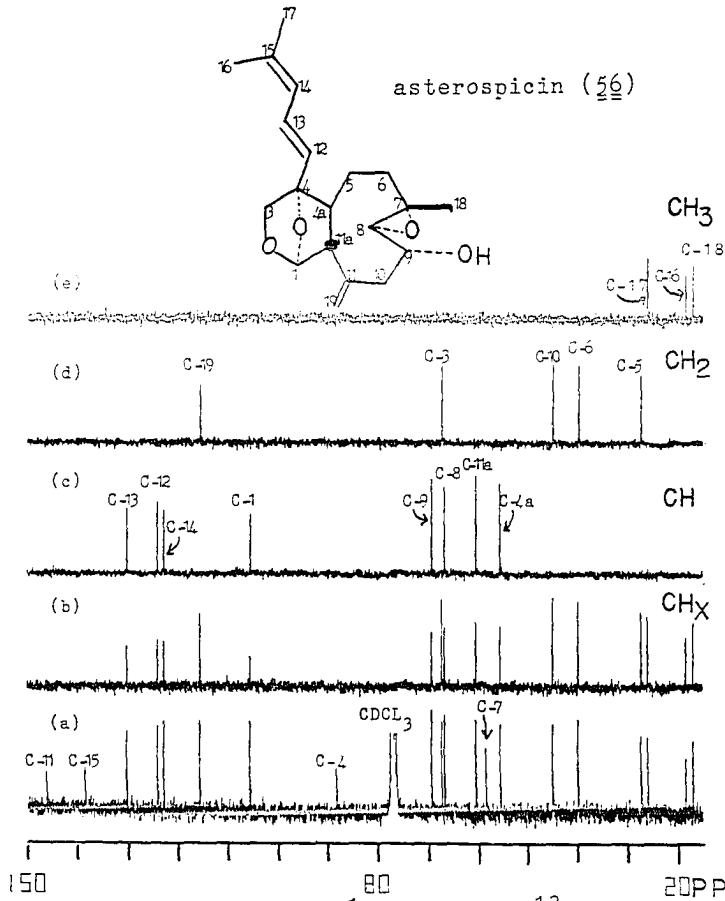 17
16
15
14
asterospicin (56)
13
12
4
5
6
3
4a
O
7
18
8
O
O
11a
9
OH
1
11
10
19
CH3
C-18
C-17
C-16
(e)
CH2
(d)
C-19
C-3
C-10
C-6
C-5
CH
(c)
C-13
C-12
C-14
C-1
C-9
C-8
C-11a
C-4a
CHX
(b)
(a)
C-11
C-15
C-4
CDCL3
C-7
150
80
20PP